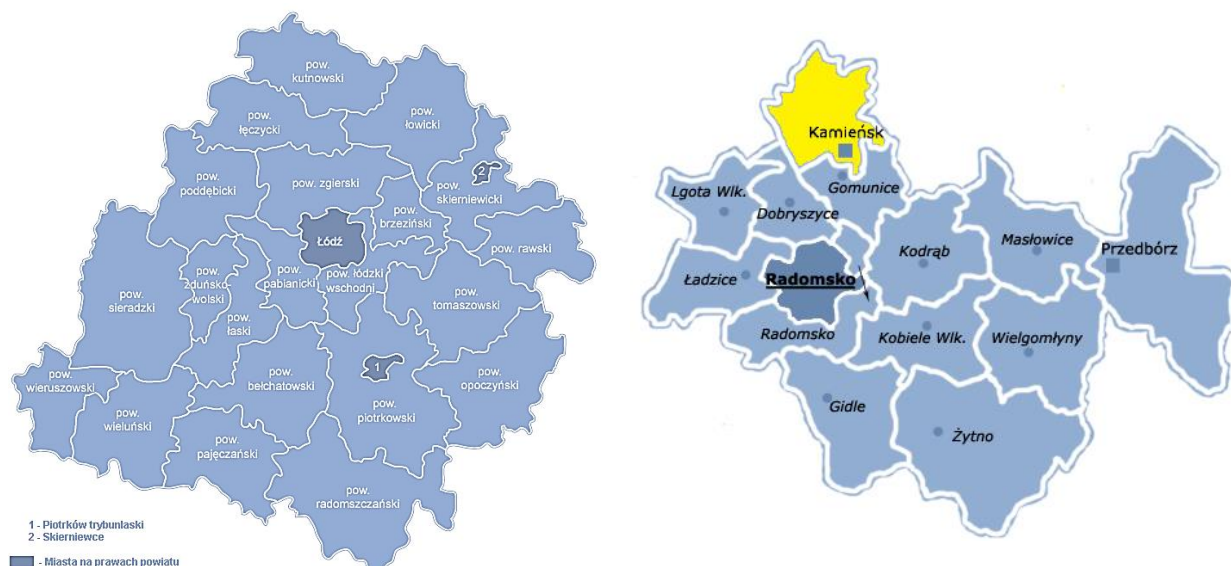 pow.
kutnowski
pow.
łęczycki
pow.
łowicki
pow.
poddębicki
pow. zgierski
2
pow.
skierniewicki
pow.
brzeziński
Łódź
pow. rawski
pow.
sieradzki
pow.
zduńsko-
wolski
pow.
pabianicki
pow. łódzki
wschodni
pow.
tomaszowski
pow.
łaski
pow.
wieruszowski
pow.
bełchatowski
1
pow.
opoczyński
pow.
wieluński
pow.
piotrkowski
pow.
pajęczański
pow.
radomszczański
1 - Piotrków trybunlaski
2 - Skierniewce
- Miasta na prawach powiatu
Kamieńsk
Lgota Wlk.
Gomunice
Dobryszyce
Kodrąb
Masłowice
Przedbórz
Ładzice
Radomsko
Radomsko
Kobiele Wlk.
Wielgomłyny
Gidle
Żytno